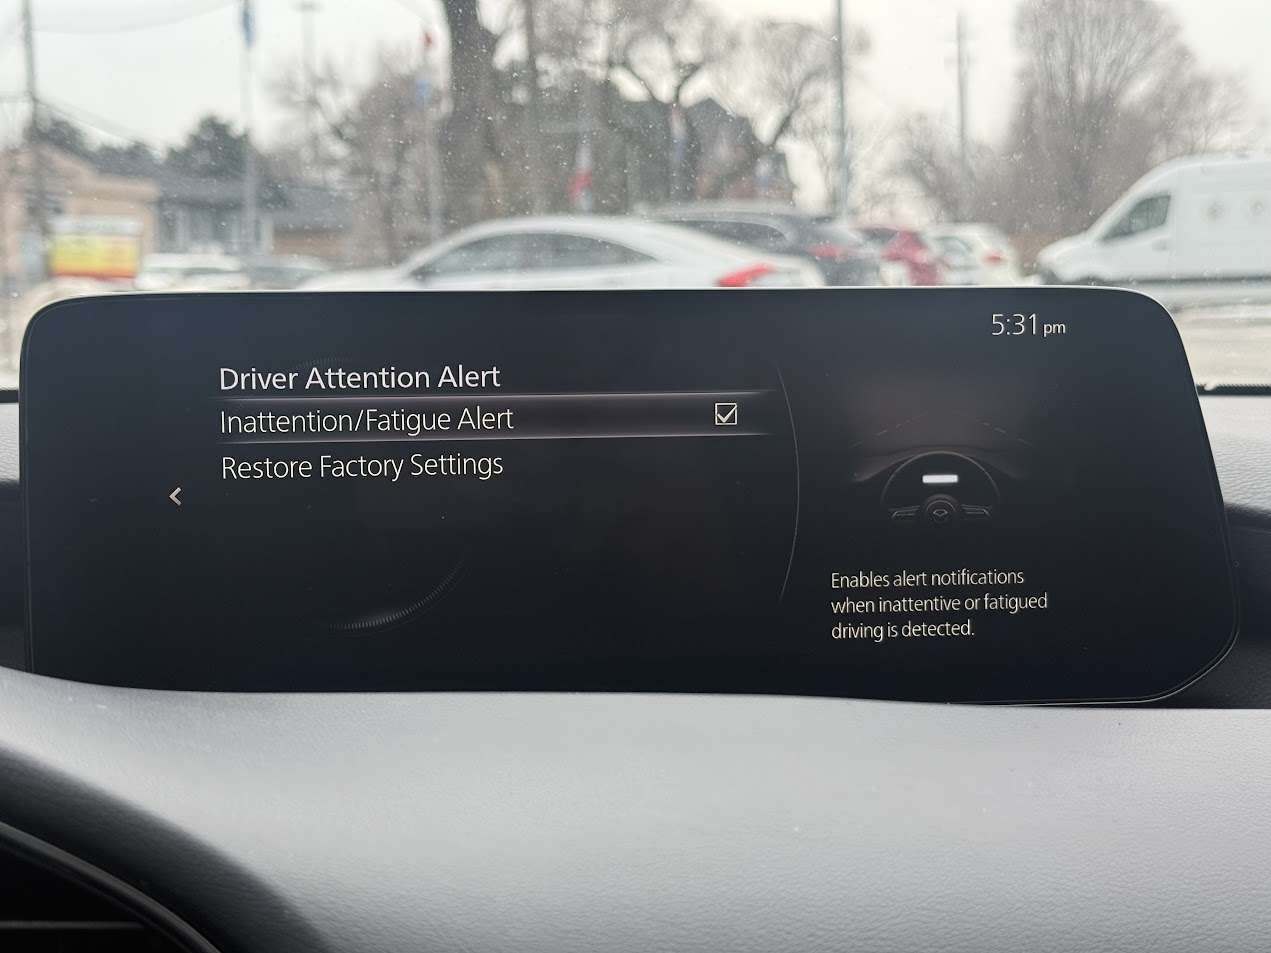 5:31 pm
Driver Attention Alert
Inattention/Fatigue Alert
Restore Factory Settings
Enables alert notifications
when inattentive or fatigued
driving is detected.